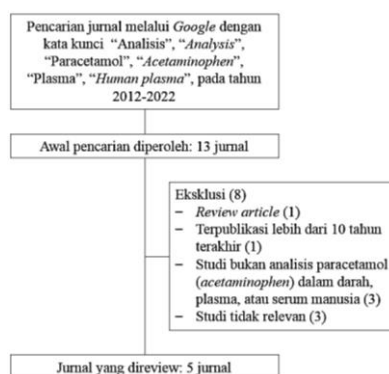 Pencarian jurnal melalui Google dengan
kata kunci “Analisis”, “Analysis”,
“Paracetamol”, “Acetaminophen”,
“Plasma”, “Human plasma”, pada tahun
2012-2022
Awal pencarian diperoleh: 13 jurnal
Eksklusi (8)
– Review article (1)
– Terpublikasi lebih dari 10 tahun
terakhir (1)
– Studi bukan analisis paracetamol
(acetaminophen) dalam darah,
plasma, atau serum manusia (3)
– Studi tidak relevan (3)
Jurnal yang direview: 5 jurnal